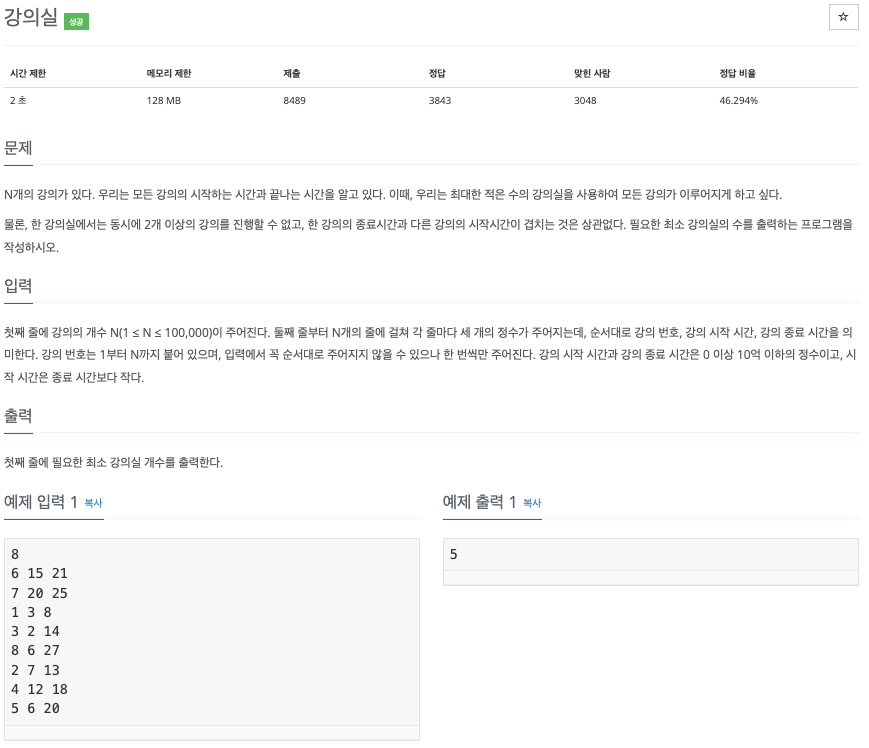 강의실 성공
☆
시간 제한 메모리 제한 제출 정답 맞힌 사람 정답 비율
2 초 128 MB 8489 3843 3048 46.294%
문제
N개의 강의가 있다. 우리는 모든 강의의 시작하는 시간과 끝나는 시간을 알고 있다. 이때, 우리는 최대한 적은 수의 강의실을 사용하여 모든 강의가 이루어지게 하고 싶다.
물론, 한 강의실에서는 동시에 2개 이상의 강의를 진행할 수 없고, 한 강의의 종료시간과 다른 강의의 시작시간이 겹치는 것은 상관없다. 필요한 최소 강의실의 수를 출력하는 프로그램을
작성하시오.
입력
첫째 줄에 강의의 개수 N(1 ≤ N ≤ 100,000)이 주어진다. 둘째 줄부터 N개의 줄에 걸쳐 각 줄마다 세 개의 정수가 주어지는데, 순서대로 강의 번호, 강의 시작 시간, 강의 종료 시간을 의
미한다. 강의 번호는 1부터 N까지 붙어 있으며, 입력에서 꼭 순서대로 주어지지 않을 수 있으나 한 번씩만 주어진다. 강의 시작 시간과 강의 종료 시간은 0 이상 10억 이하의 정수이고, 시
작 시간은 종료 시간보다 작다.
출력
첫째 줄에 필요한 최소 강의실 개수를 출력한다.
예제 입력 1 복사
8
6 15 21
7 20 25
1 3 8
3 2 14
8 6 27
2 7 13
4 12 18
5 6 20
예제 출력 1 복사
5